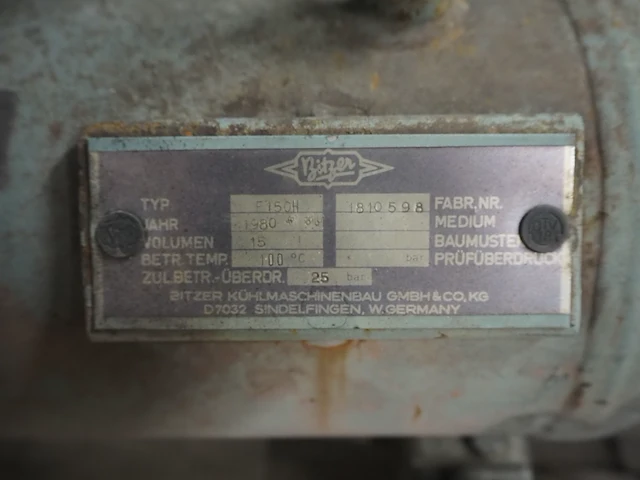 Bitzer
TYP F150H 1810598 FABR.NR.
JAHR 1980 MEDIUM
VOLUMEN 15 l BAUMUSTER
BETR.TEMP. 100 °C bar PRÜFÜBERDRUCK
ZUL.BETR.-ÜBERDR. 25 bar
BITZER KÜHLMASCHINENBAU GMBH & CO, KG
D7032 SINDELFINGEN, W. GERMANY